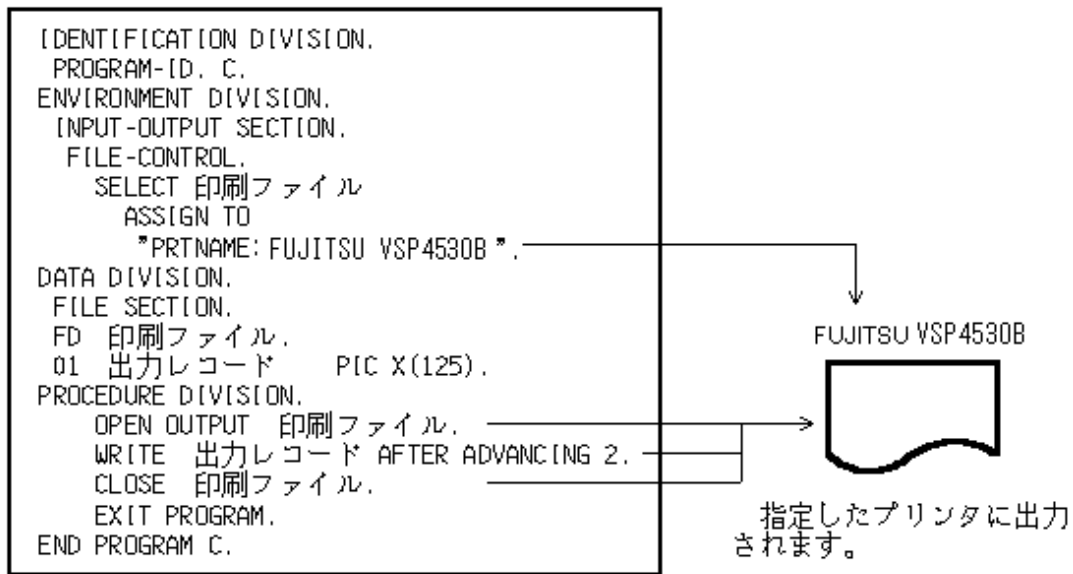 IDENTIFICATION DIVISION.
PROGRAM-ID. C.
ENVIRONMENT DIVISION.
INPUT-OUTPUT SECTION.
FILE-CONTROL.
SELECT 印刷ファイル
ASSIGN TO
"PRTNAME:FUJITSU VSP4530B ".
DATA DIVISION.
FILE SECTION.
FD 印刷ファイル.
01 出力レコード PIC X(125).
PROCEDURE DIVISION.
OPEN OUTPUT 印刷ファイル.
WRITE 出力レコード AFTER ADVANCING 2.
CLOSE 印刷ファイル.
EXIT PROGRAM.
END PROGRAM C.
FUJITSU VSP4530B
指定したプリンタに出力
されます。